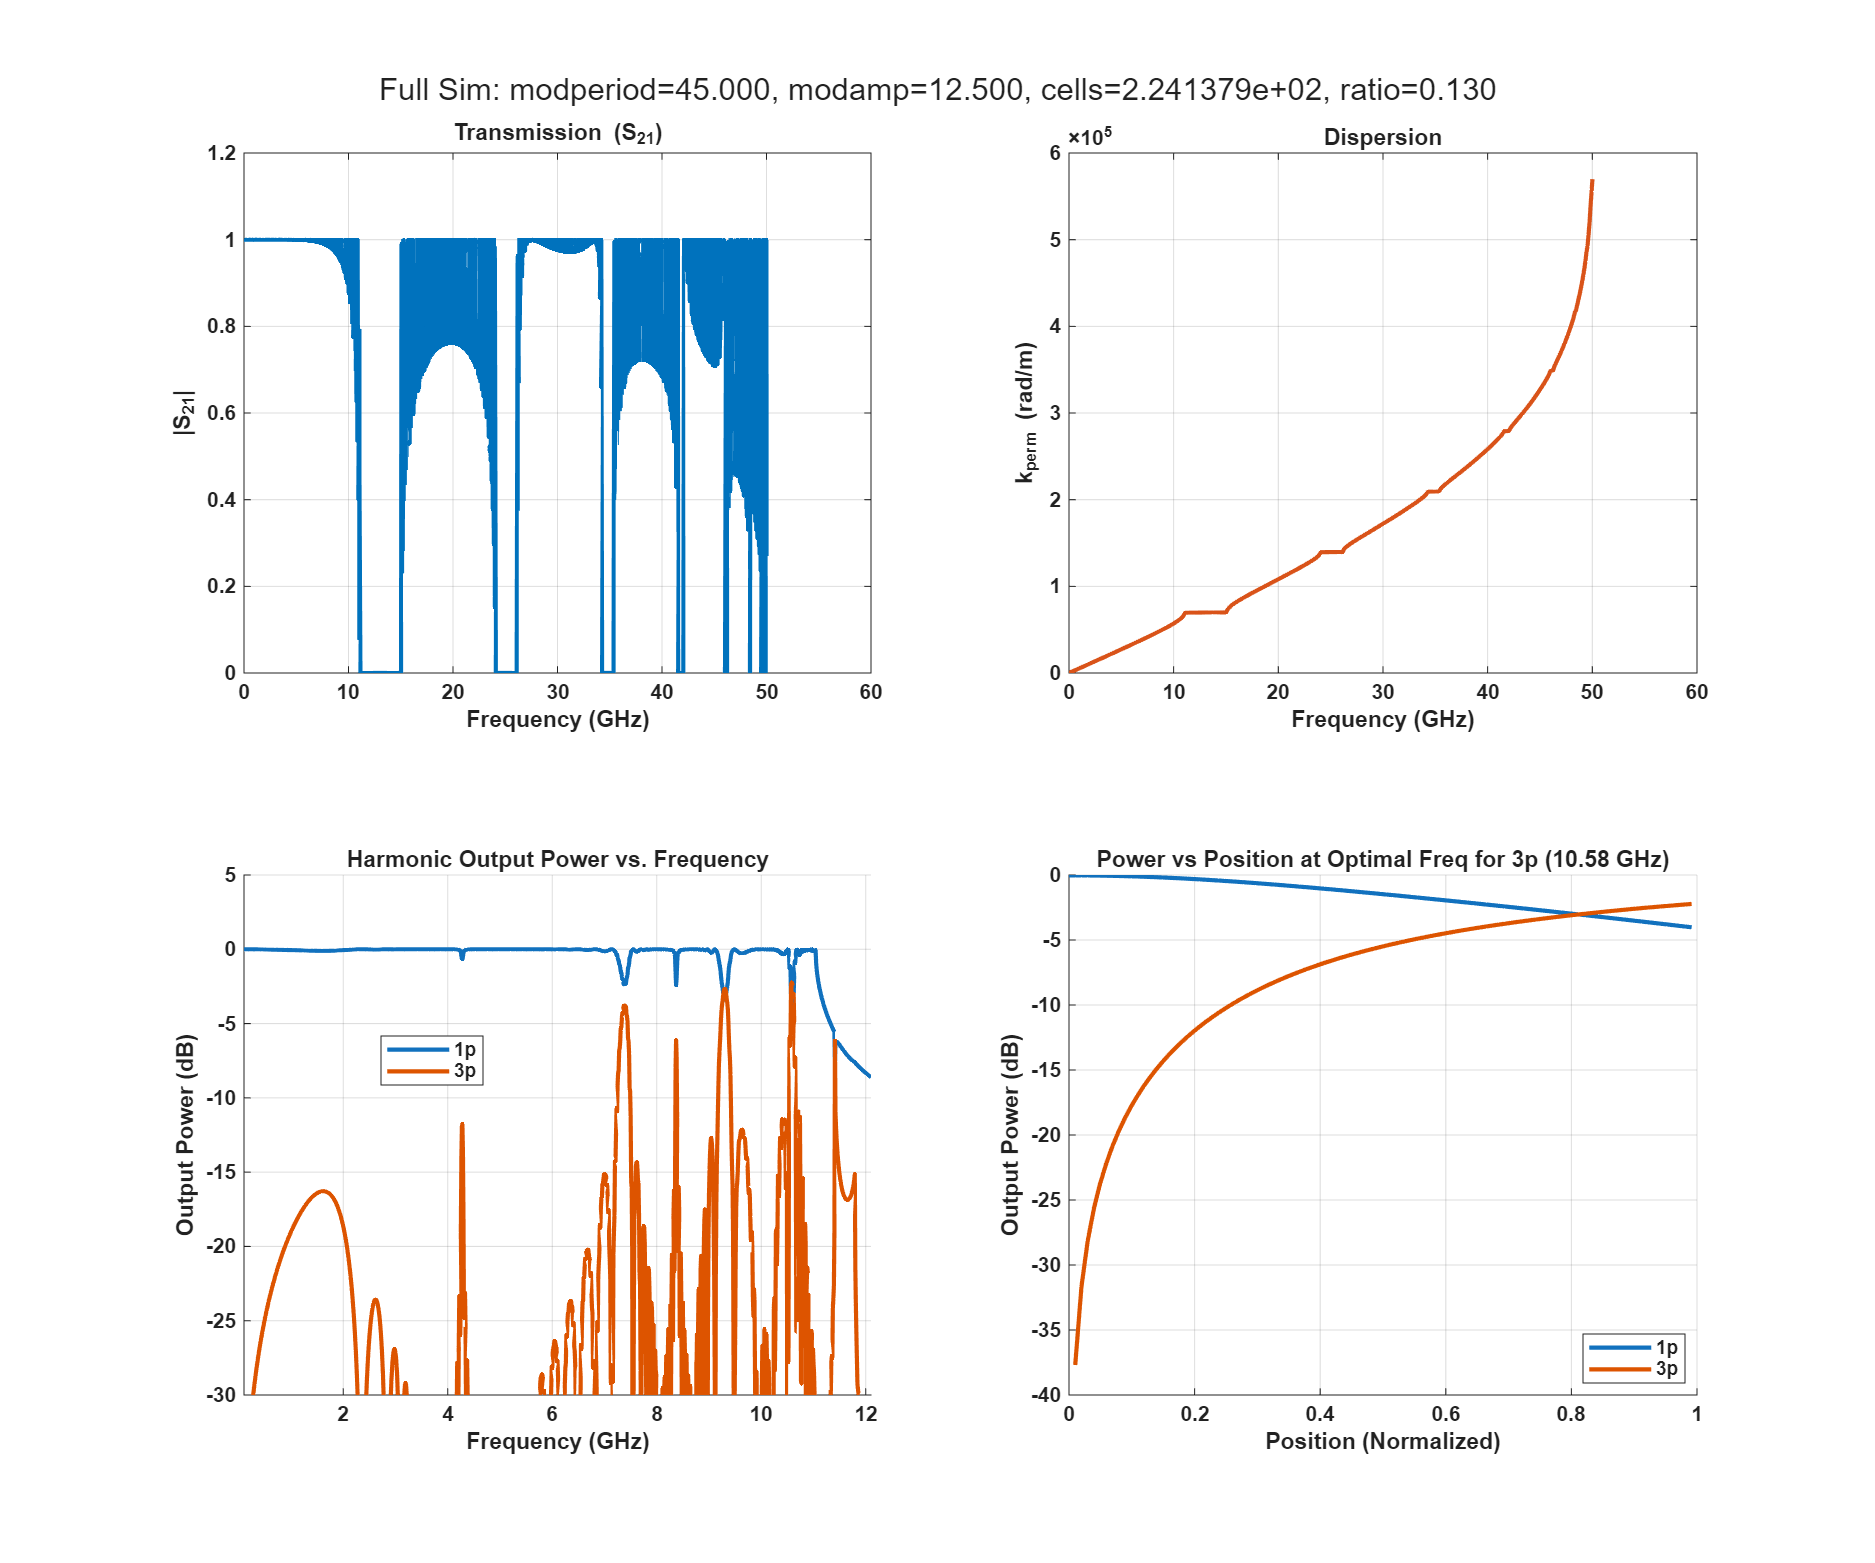 Full Sim: modperiod=45.000, modamp=12.500, cells=2.241379e+02, ratio=0.130
Transmission (S21)
1.2
1
0.8
0.6
0.4
0.2
0
|S21|
0 10 20 30 40 50 60
Frequency (GHz)
×10^5
Dispersion
6
5
4
3
2
1
0
kperm (rad/m)
0 10 20 30 40 50 60
Frequency (GHz)
Harmonic Output Power vs. Frequency
5
0
-5
-10
-15
-20
-25
-30
Output Power (dB)
1p
3p
2 4 6 8 10 12
Frequency (GHz)
Power vs Position at Optimal Freq for 3p (10.58 GHz)
0
-5
-10
-15
-20
-25
-30
-35
-40
Output Power (dB)
1p
3p
0 0.2 0.4 0.6 0.8 1
Position (Normalized)